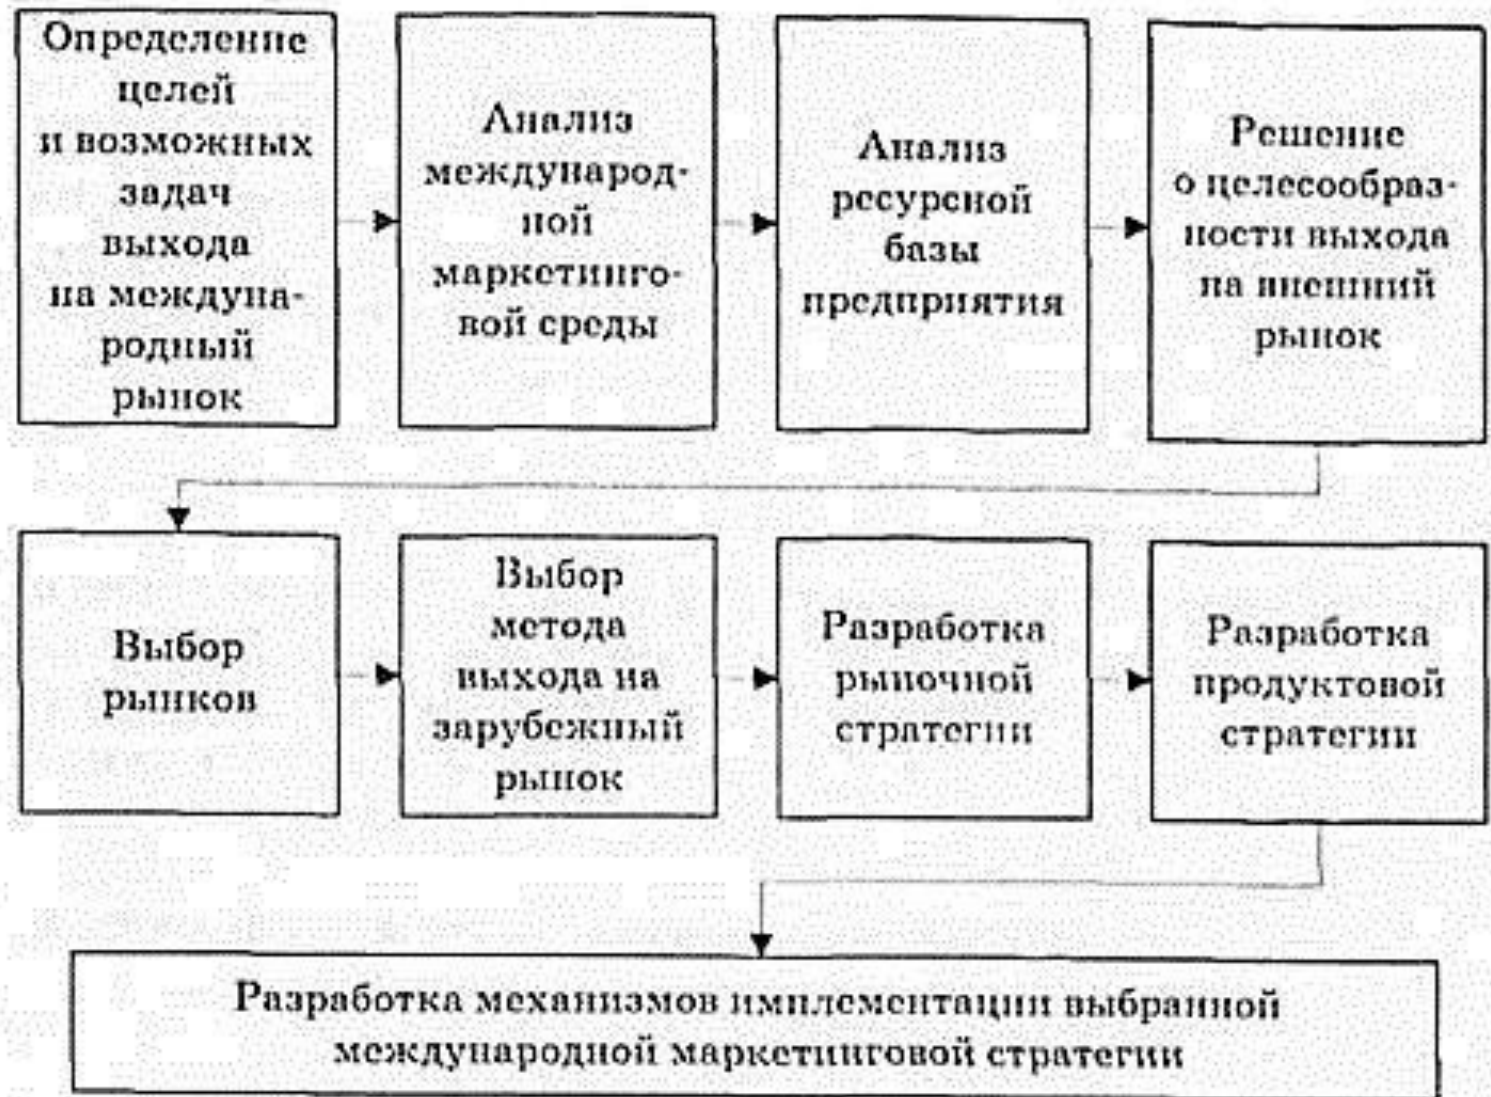 Определение
целей
и возможных
задач
выхода
на междуна-
родный
рынок
Анализ
международ-
ной
маркетинго-
вой среды
Анализ
ресурсной
базы
предприятия
Решение
о целесообраз-
ности выхода
на внешний
рынок
Выбор
рынков
Выбор
метода
выхода на
зарубежный
рынок
Разработка
рыночной
стратегии
Разработка
продуктовой
стратегии
Разработка механизмов имплементации выбранной
международной маркетинговой стратегии